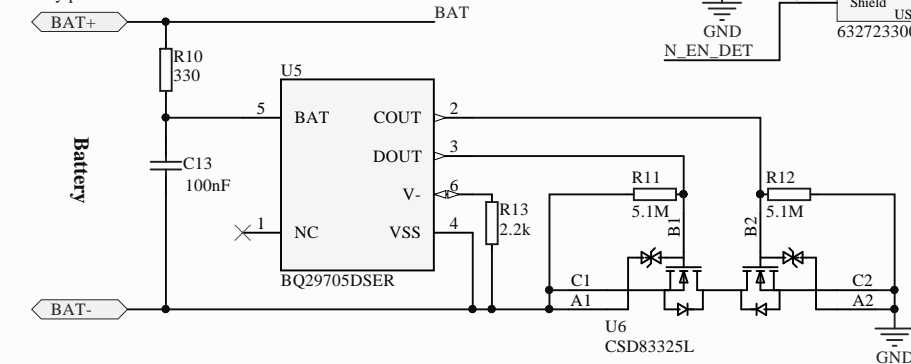 BAT+
BAT
Shield
US
GND
632723300
N_EN_DET
R10
330
U5
5
BAT
COUT
2
Battery
C13
100nF
DOUT
3
V-
6
R11
R12
R13
2.2k
5.1M
5.1M
1
NC
VSS
4
B1
B2
BQ29705DSER
C1
C2
BAT-
A1
A2
U6
CSD83325L
GND